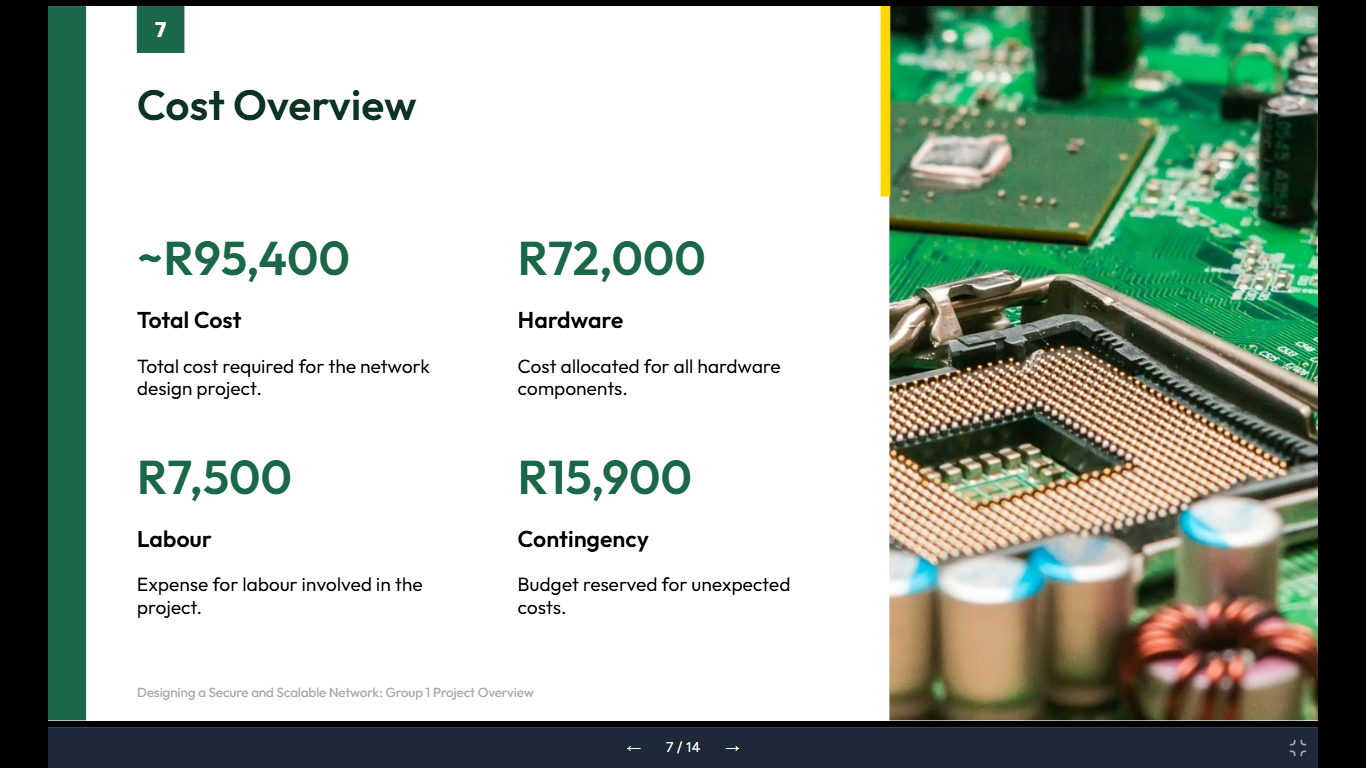 7
Cost Overview
~R95,400
Total Cost
Total cost required for the network
design project.
R72,000
Hardware
Cost allocated for all hardware
components.
R7,500
Labour
Expense for labour involved in the
project.
R15,900
Contingency
Budget reserved for unexpected
costs.
Designing a Secure and Scalable Network: Group 1 Project Overview
← 7 / 14 →